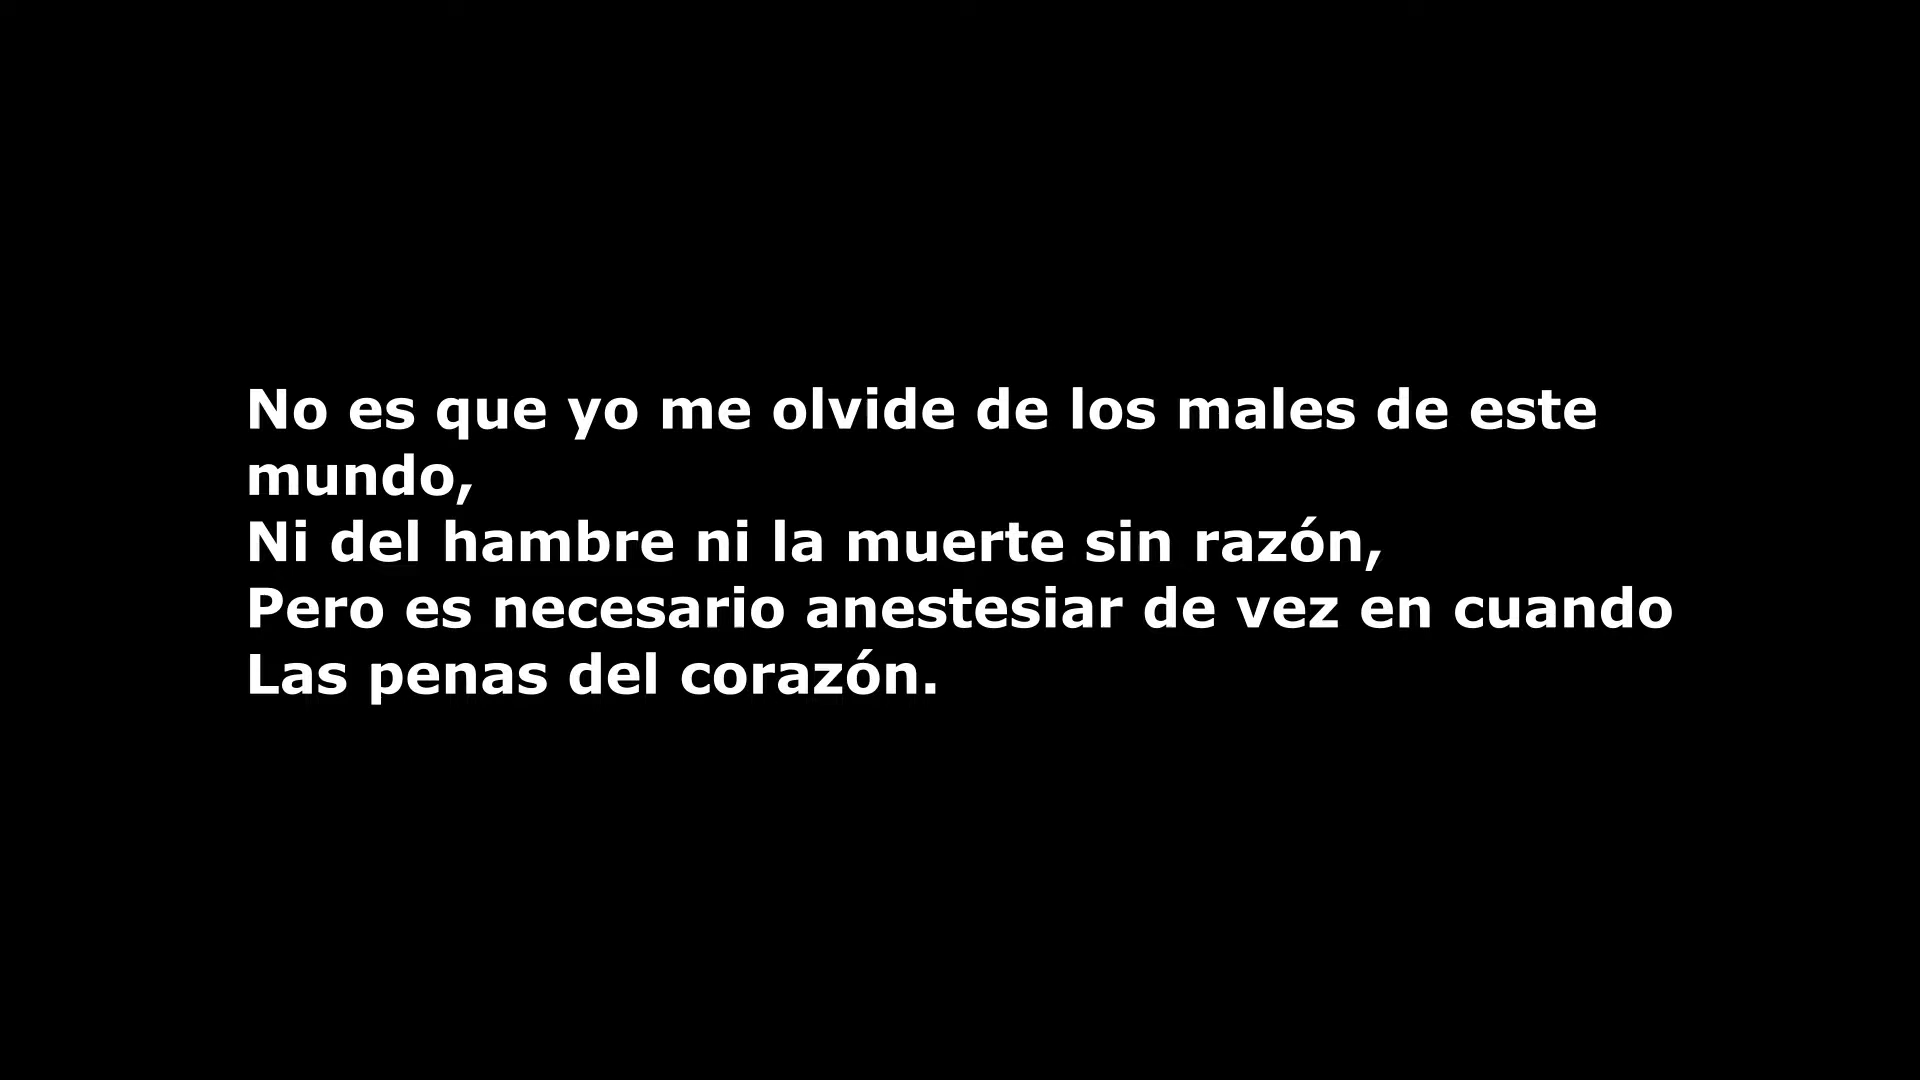 No es que yo me olvide de los males de este
mundo,
Ni del hambre ni la muerte sin razón,
Pero es necesario anestesiar de vez en cuando
Las penas del corazón.